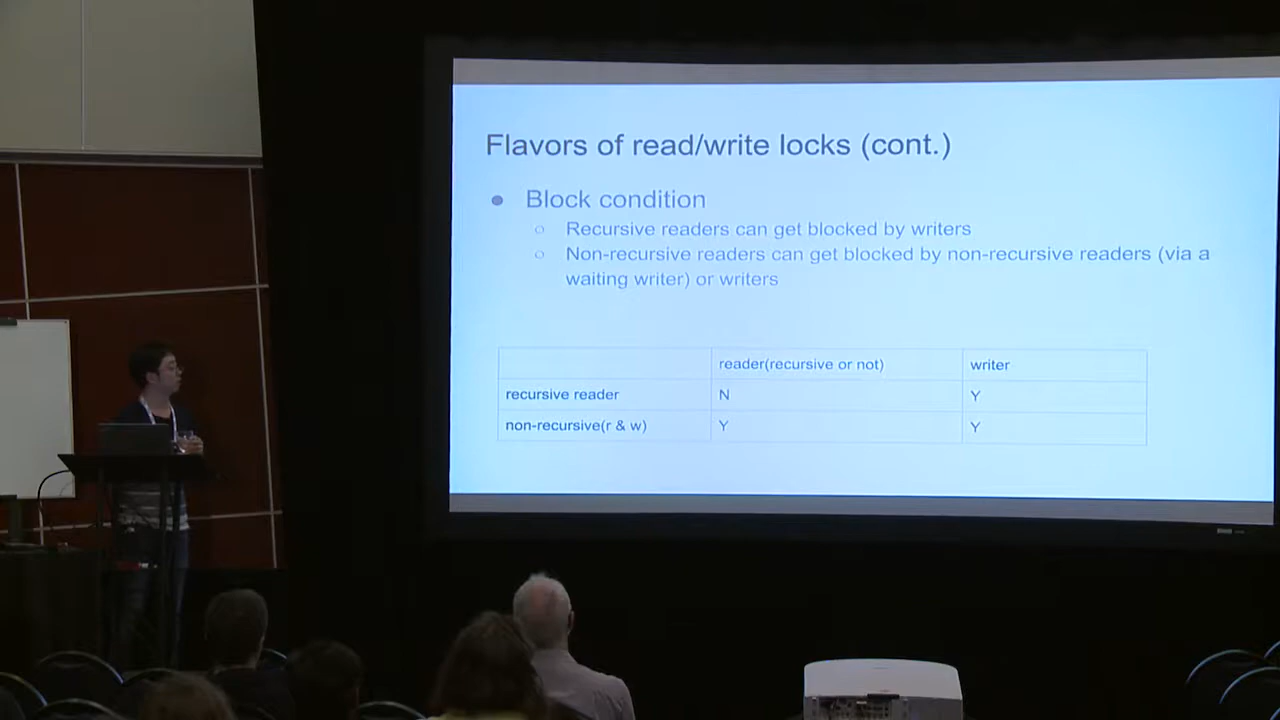 Flavors of read/write locks (cont.)
Block condition
Recursive readers can get blocked by writers
Non-recursive readers can get blocked by non-recursive readers (via a
waiting writer) or writers
reader(recursive or not) writer
recursive reader N Y
non-recursive(r & w) Y Y